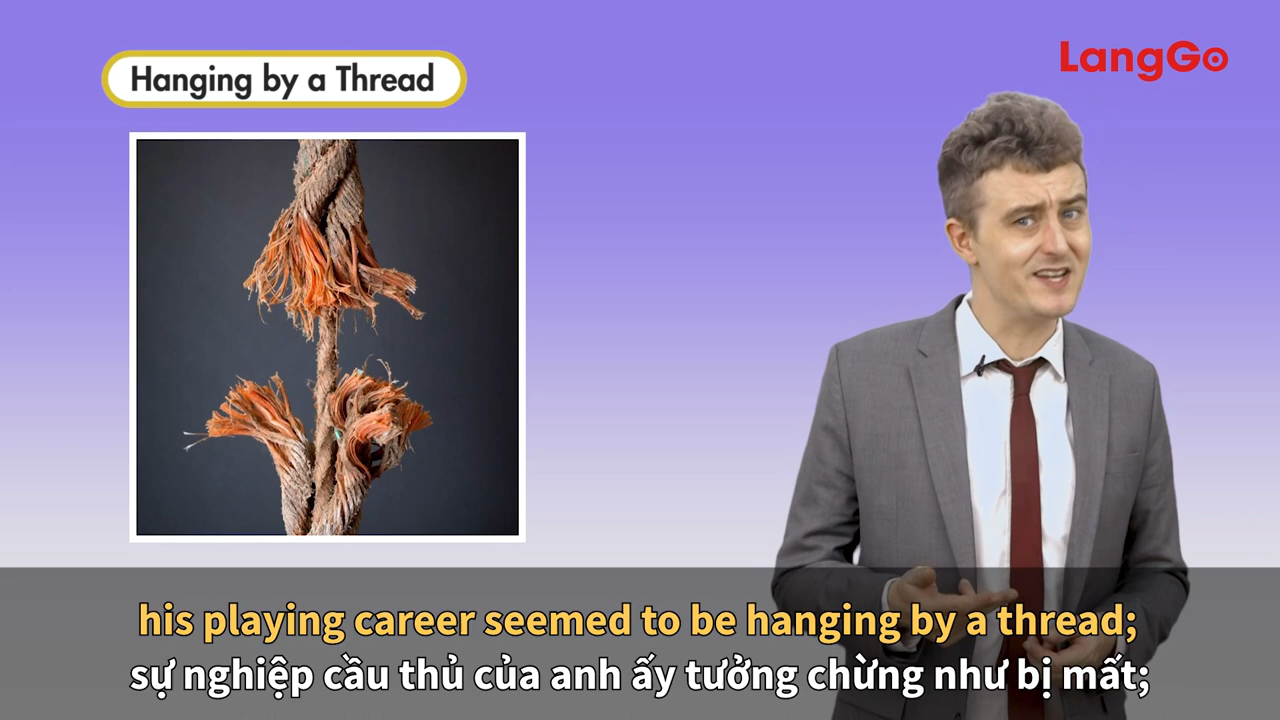 Hanging by a Thread
LangGo
his playing career seemed to be hanging by a thread;
sự nghiệp cầu thủ của anh ấy tưởng chừng như bị mất;